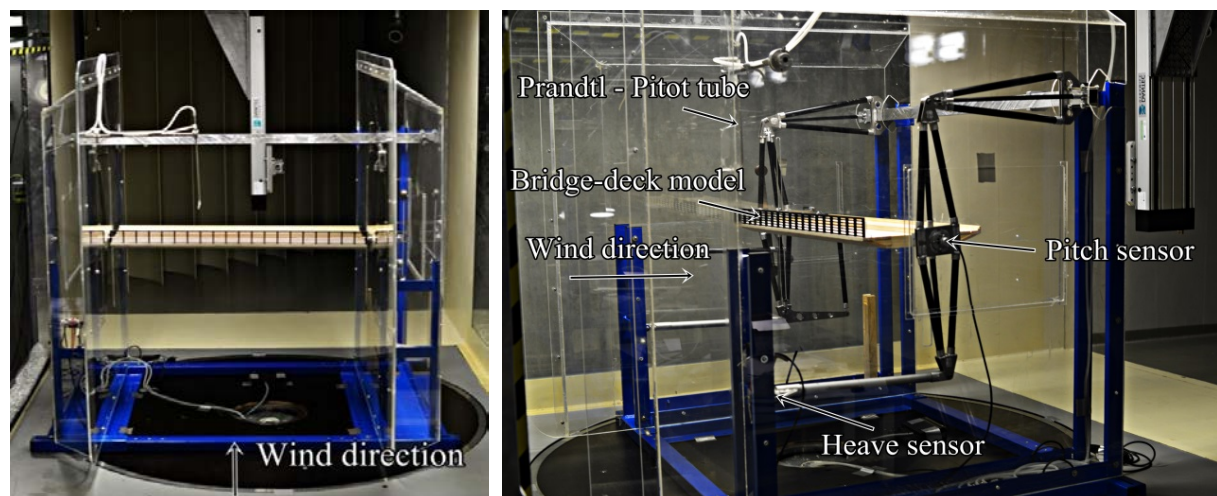 Wind direction
Prandtl - Pitot tube
Bridge-deck model
Wind direction
Pitch sensor
Heave sensor